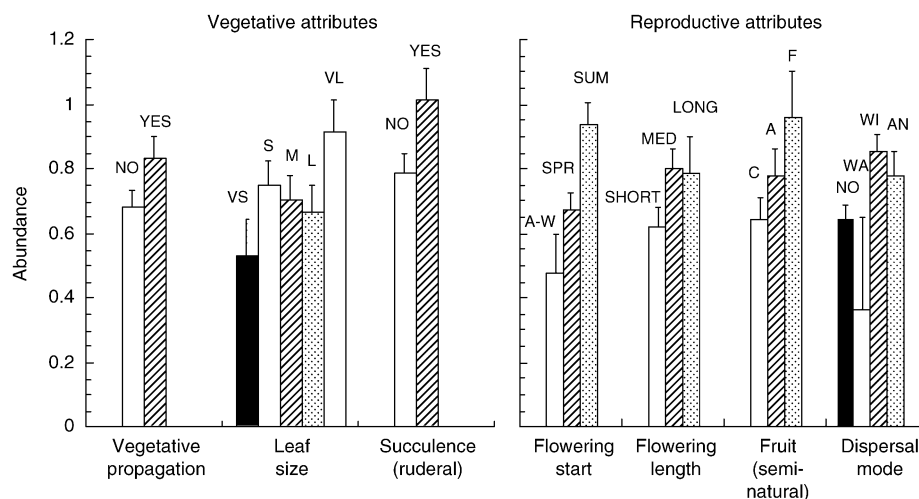 Vegetative attributes
Reproductive attributes
Abundance
1.2
1
0.8
0.6
0.4
0.2
0
NO
YES
VS
S
M
L
VL
NO
YES
A-W
SPR
SUM
SHORT
MED
LONG
C
A
F
NO
WA
WI
AN
Vegetative
propagation
Leaf
size
Succulence
(ruderal)
Flowering
start
Flowering
length
Fruit
(semi-
natural)
Dispersal
mode